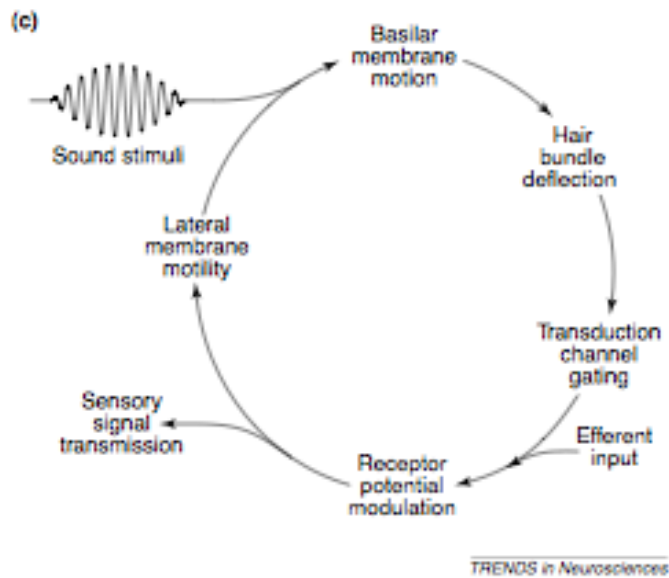 (c)
Basilar
membrane
motion
Sound stimuli
Hair
bundle
deflection
Lateral
membrane
motility
Transduction
channel
gating
Sensory
signal
transmission
Efferent
input
Receptor
potential
modulation
TRENDS in Neurosciences